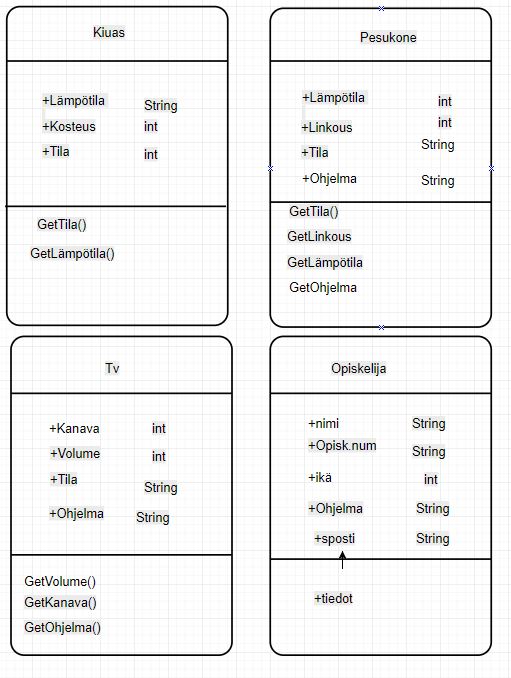 Kiuas
+Lämpötila String
+Kosteus int
+Tila int
GetTila()
GetLämpötila()
Pesukone
+Lämpötila int
+Linkous int
+Tila String
+Ohjelma String
GetTila()
GetLinkous
GetLämpötila
GetOhjelma
Tv
+Kanava int
+Volume int
+Tila String
+Ohjelma String
GetVolume()
GetKanava()
GetOhjelma()
Opiskelija
+nimi String
+Opisk.num String
+ikä int
+Ohjelma String
+sposti String
+tiedot